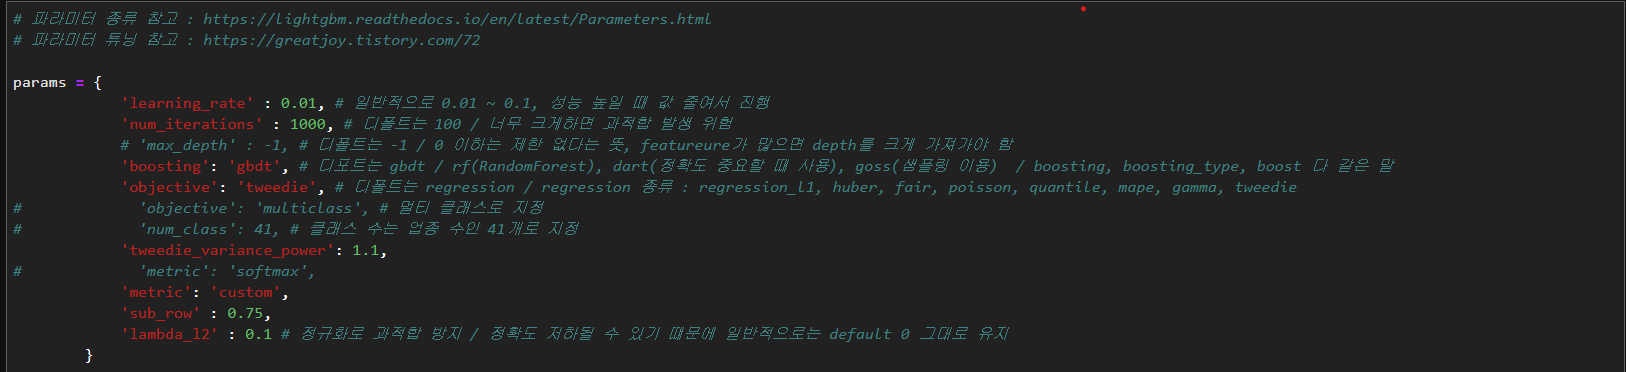 # 파라미터 종류 참고 : https://lightgbm.readthedocs.io/en/latest/Parameters.html
# 파라미터 튜닝 참고 : https://greatjoy.tistory.com/72
params = {
'learning_rate' : 0.01, # 일반적으로 0.01 ~ 0.1, 성능 높일 때 값 줄여서 진행
'num_iterations' : 1000, # 디폴트는 100 / 너무 크게하면 과적합 발생 위험
# 'max_depth' : -1, # 디폴트는 -1 / 0 이하는 제한 없다는 뜻, featureure가 많으면 depth를 크게 가져가야 함
'boosting': 'gbdt', # 디포트는 gbdt / rf(RandomForest), dart(정확도 중요할 때 사용), goss(샘플링 이용)  / boosting, boosting_type, boost 다 같은 말
'objective': 'tweedie', # 디폴트는 regression / regression 종류 : regression_l1, huber, fair, poisson, quantile, mape, gamma, tweedie
# 'objective': 'multiclass', # 멀티 클래스로 지정
# 'num_class': 41, # 클래스 수는 업종 수인 41개로 지정
'tweedie_variance_power': 1.1,
# 'metric': 'softmax',
'metric': 'custom',
'sub_row' : 0.75,
'lambda_l2' : 0.1 # 정규화로 과적합 방지 / 정확도 저하될 수 있기 때문에 일반적으로는 default 0 그대로 유지
}